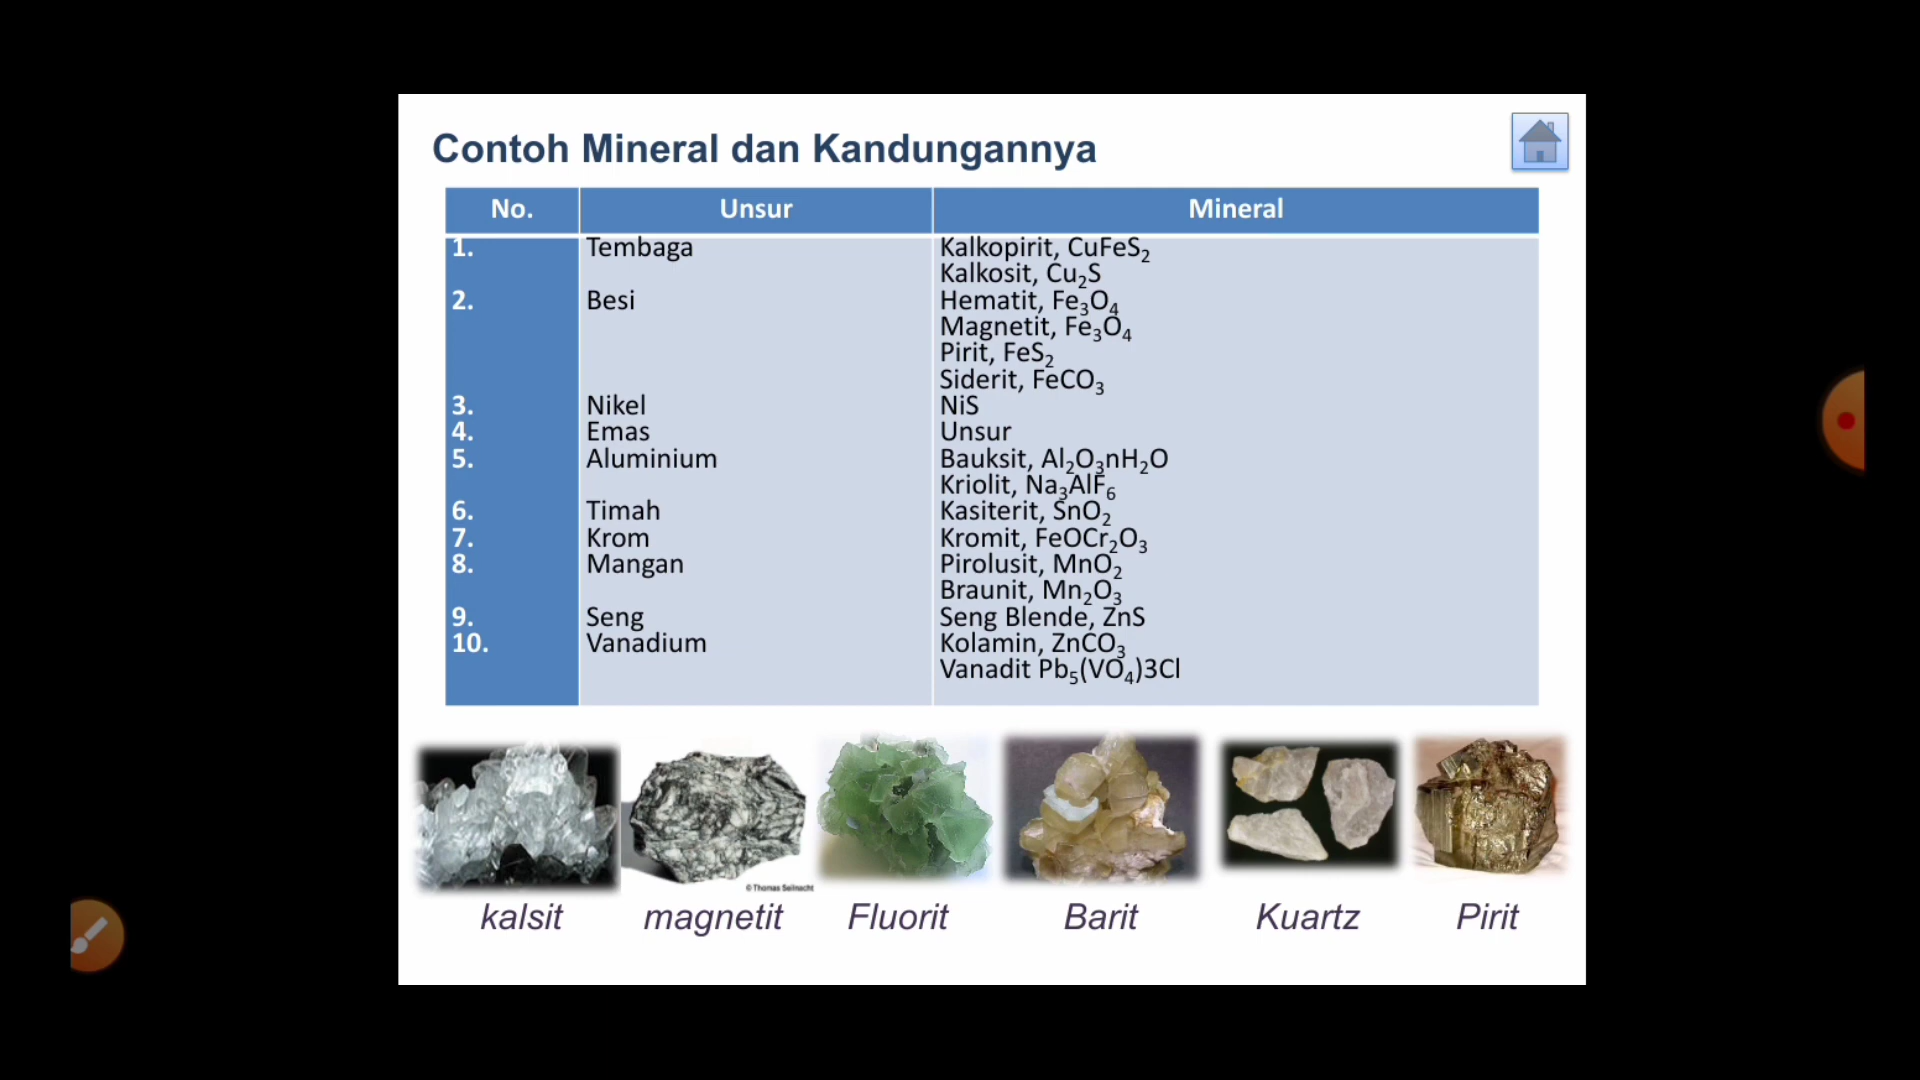 Contoh Mineral dan Kandungannya
No. Unsur Mineral
1. Tembaga Kalkopirit, CuFeS₂
Kalkosit, Cu₂S
2. Besi Hematit, Fe₃O₄
Magnetit, Fe₃O₄
Pirit, FeS₂
Siderit, FeCO₃
3. Nikel NiS
4. Emas Unsur
5. Aluminium Bauksit, Al₂O₃nH₂O
Kriolit, Na₃AlF₆
6. Timah Kasiterit, SnO₂
7. Krom Kromit, FeOCr₂O₃
8. Mangan Pirolusit, MnO₂
Braunit, Mn₂O₃
9. Seng Seng Blende, ZnS
10. Vanadium Kolamin, ZnCO₃
Vanadit Pb₅(VO₄)3Cl
© Thomas Seilnacht
kalsit magnetit Fluorit Barit Kuartz Pirit